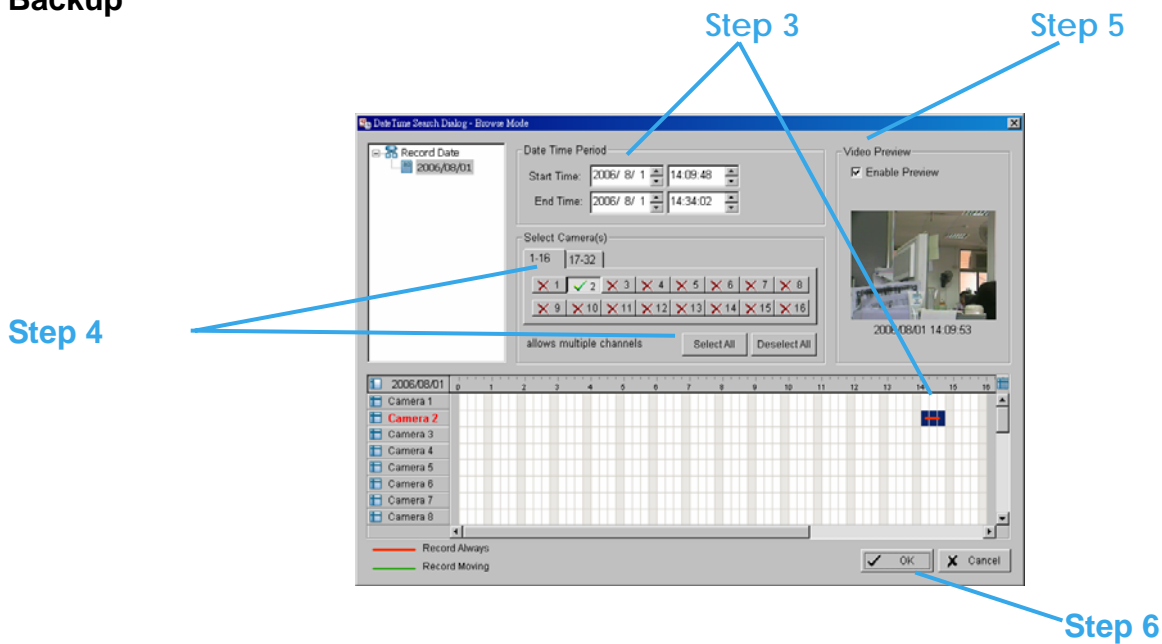 Backup
Step 3
Step 5
DateTime Search Dialog - Browse Mode
Record Date
2006/08/01
Date Time Period
Start Time: 2006/ 8/ 1 14:09:48
End Time: 2006/ 8/ 1 14:34:02
Video Preview
Enable Preview
2006/08/01 14:09:53
Select Camera(s)
1-16 17-32
1 2 3 4 5 6 7 8
9 10 11 12 13 14 15 16
allows multiple channels Select All Deselect All
Step 4
2006/08/01 0 1 2 3 4 5 6 7 8 9 10 11 12 13 14 15 16
Camera 1
Camera 2
Camera 3
Camera 4
Camera 5
Camera 6
Camera 7
Camera 8
Record Always
Record Moving
OK Cancel
Step 6